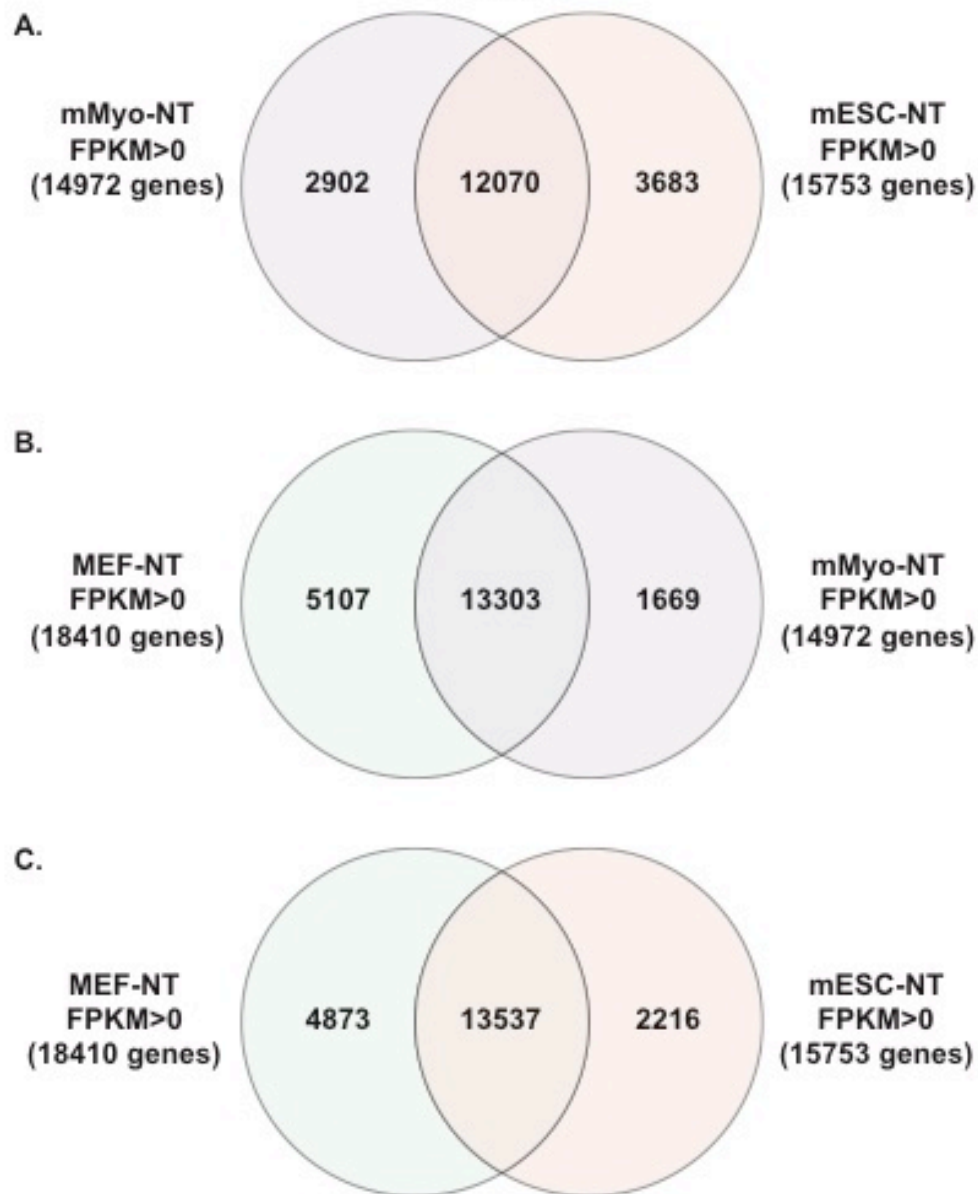 A.
mMyo-NT
FPKM>0
(14972 genes)
2902
12070
3683
mESC-NT
FPKM>0
(15753 genes)
B.
MEF-NT
FPKM>0
(18410 genes)
5107
13303
1669
mMyo-NT
FPKM>0
(14972 genes)
C.
MEF-NT
FPKM>0
(18410 genes)
4873
13537
2216
mESC-NT
FPKM>0
(15753 genes)